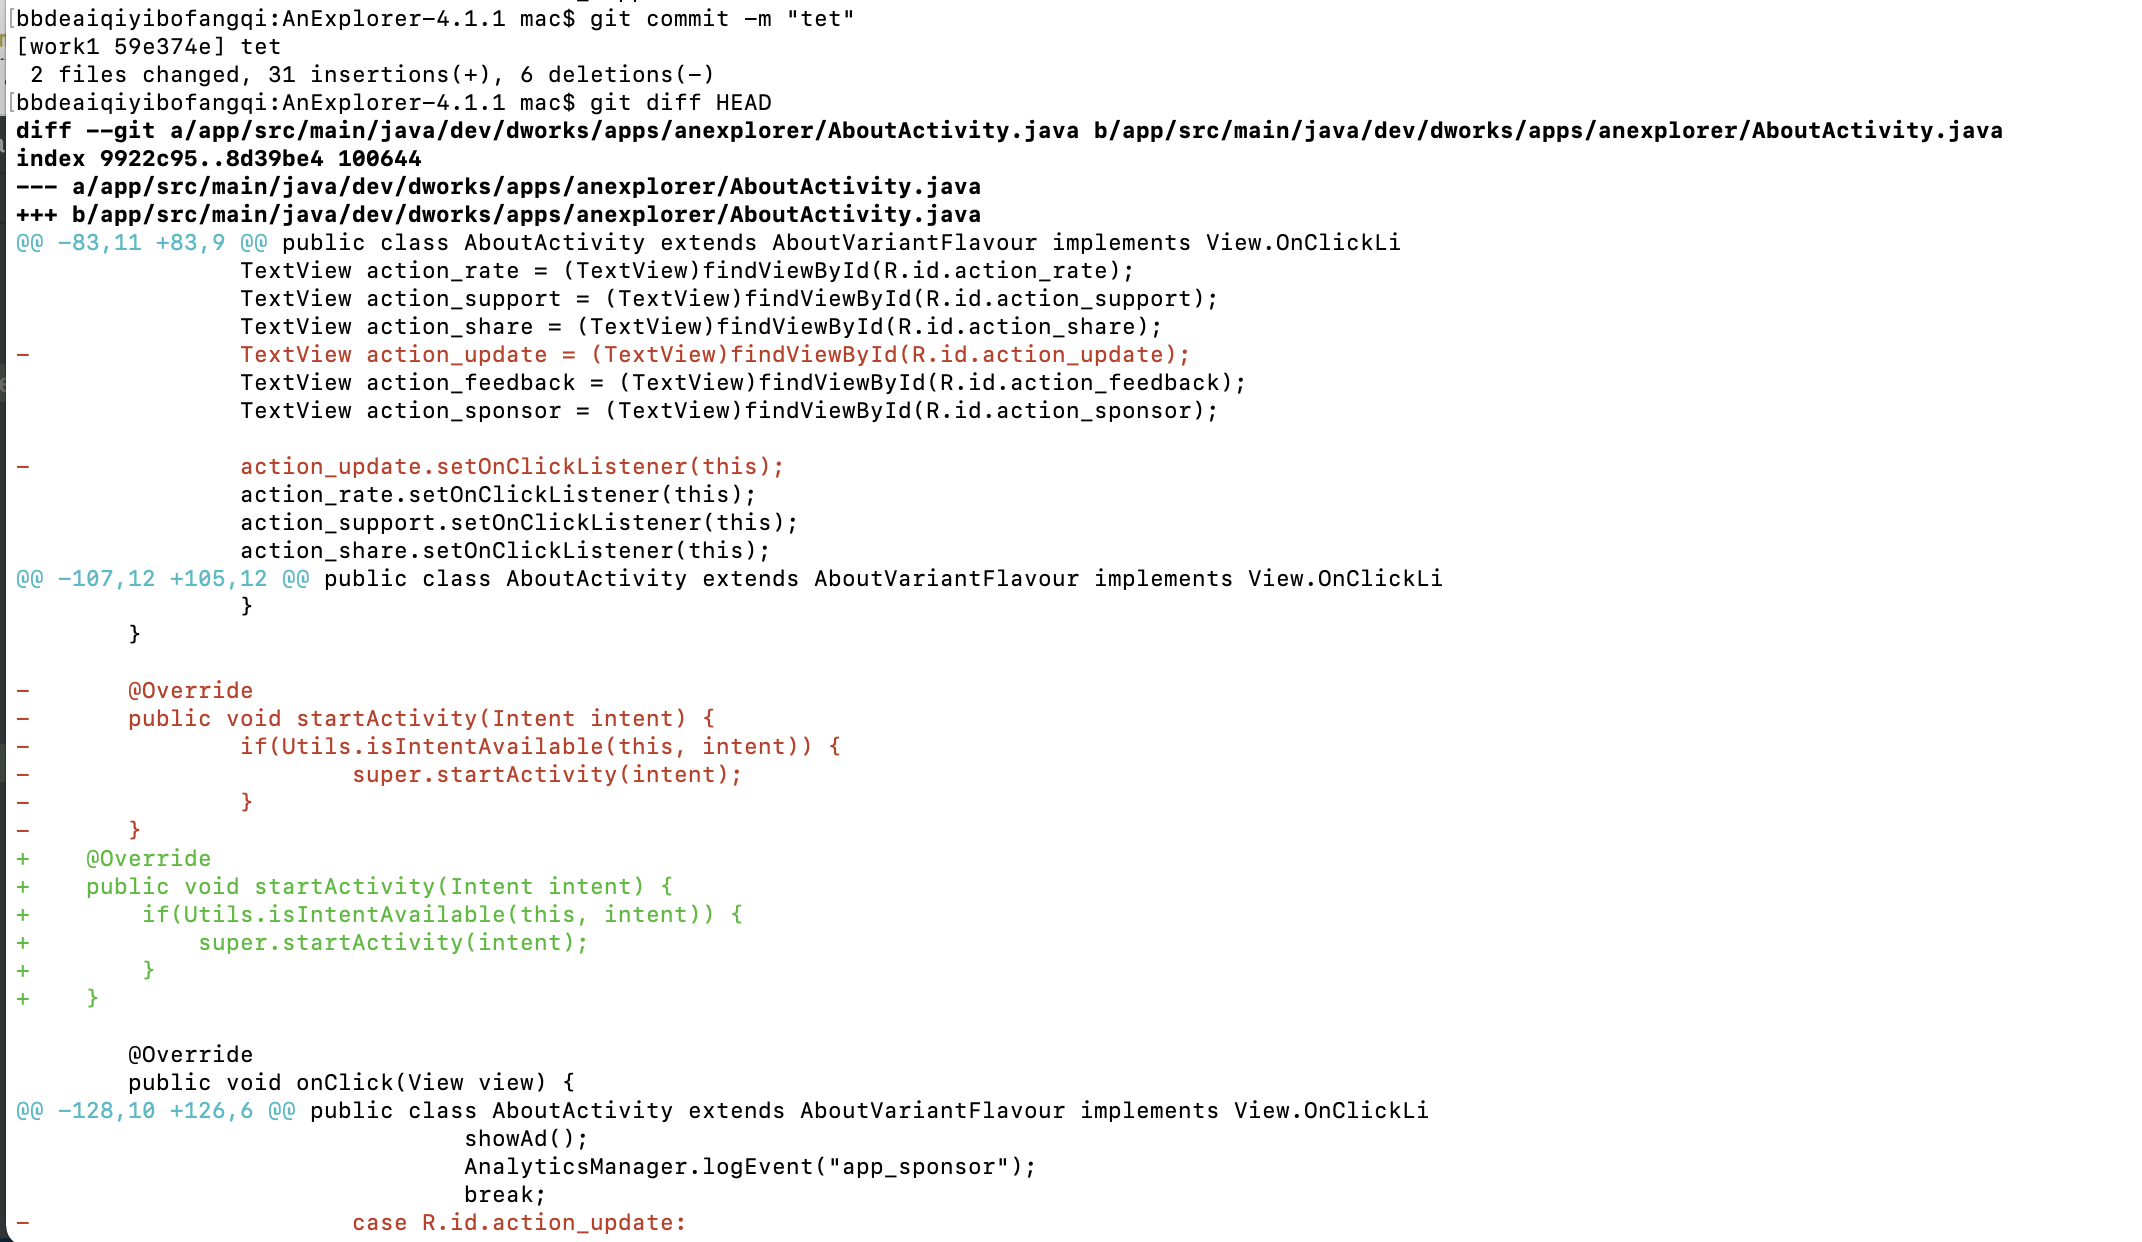 [bbdeaiqiyibofangqi:AnExplorer-4.1.1 mac$ git commit -m "tet"
[work1 59e374e] tet
 2 files changed, 31 insertions(+), 6 deletions(-)
[bbdeaiqiyibofangqi:AnExplorer-4.1.1 mac$ git diff HEAD
diff --git a/app/src/main/java/dev/dworks/apps/anexplorer/AboutActivity.java b/app/src/main/java/dev/dworks/apps/anexplorer/AboutActivity.java
index 9922c95..8d39be4 100644
--- a/app/src/main/java/dev/dworks/apps/anexplorer/AboutActivity.java
+++ b/app/src/main/java/dev/dworks/apps/anexplorer/AboutActivity.java
@@ -83,11 +83,9 @@ public class AboutActivity extends AboutVariantFlavour implements View.OnClickLi
                TextView action_rate = (TextView)findViewById(R.id.action_rate);
                TextView action_support = (TextView)findViewById(R.id.action_support);
                TextView action_share = (TextView)findViewById(R.id.action_share);
-               TextView action_update = (TextView)findViewById(R.id.action_update);
                TextView action_feedback = (TextView)findViewById(R.id.action_feedback);
                TextView action_sponsor = (TextView)findViewById(R.id.action_sponsor);
-               action_update.setOnClickListener(this);
                action_rate.setOnClickListener(this);
                action_support.setOnClickListener(this);
                action_share.setOnClickListener(this);
@@ -107,12 +105,12 @@ public class AboutActivity extends AboutVariantFlavour implements View.OnClickLi
                }
        }
-       @Override
-       public void startActivity(Intent intent) {
-               if(Utils.isIntentAvailable(this, intent)) {
-                       super.startActivity(intent);
-               }
-       }
+    @Override
+    public void startActivity(Intent intent) {
+        if(Utils.isIntentAvailable(this, intent)) {
+            super.startActivity(intent);
+        }
+    }
        @Override
        public void onClick(View view) {
@@ -128,10 +126,6 @@ public class AboutActivity extends AboutVariantFlavour implements View.OnClickLi
                                showAd();
                                AnalyticsManager.logEvent("app_sponsor");
                                break;
-                       case R.id.action_update: